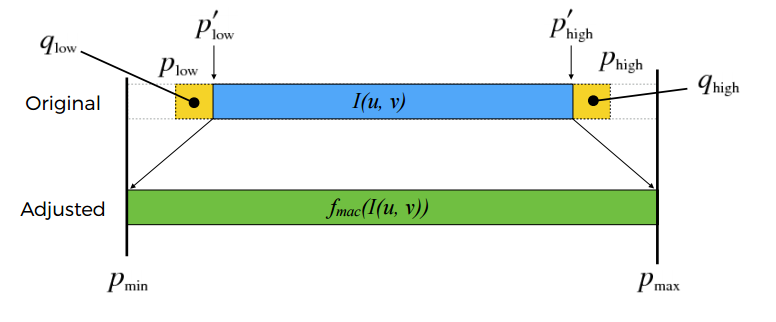 p′low p′high
qlow plow phigh qhigh
Original I(u, v)
Adjusted fmac(I(u, v))
pmin pmax